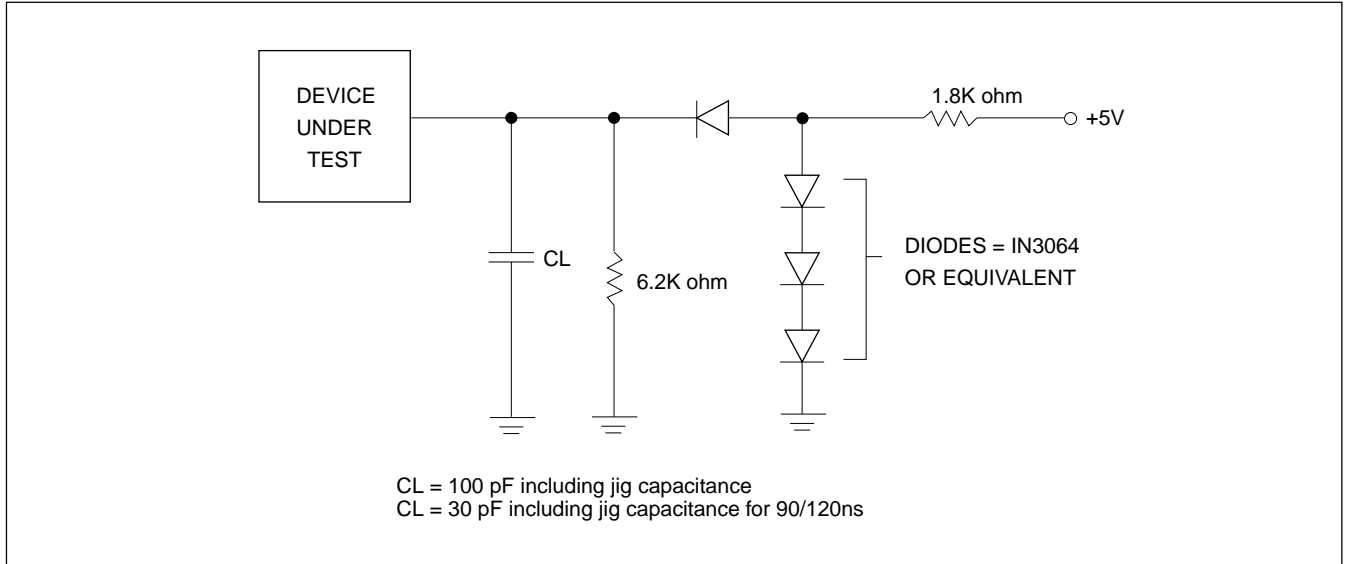 DEVICE
UNDER
TEST
1.8K ohm
+5V
CL
6.2K ohm
DIODES = IN3064
OR EQUIVALENT
CL = 100 pF including jig capacitance
CL = 30 pF including jig capacitance for 90/120ns